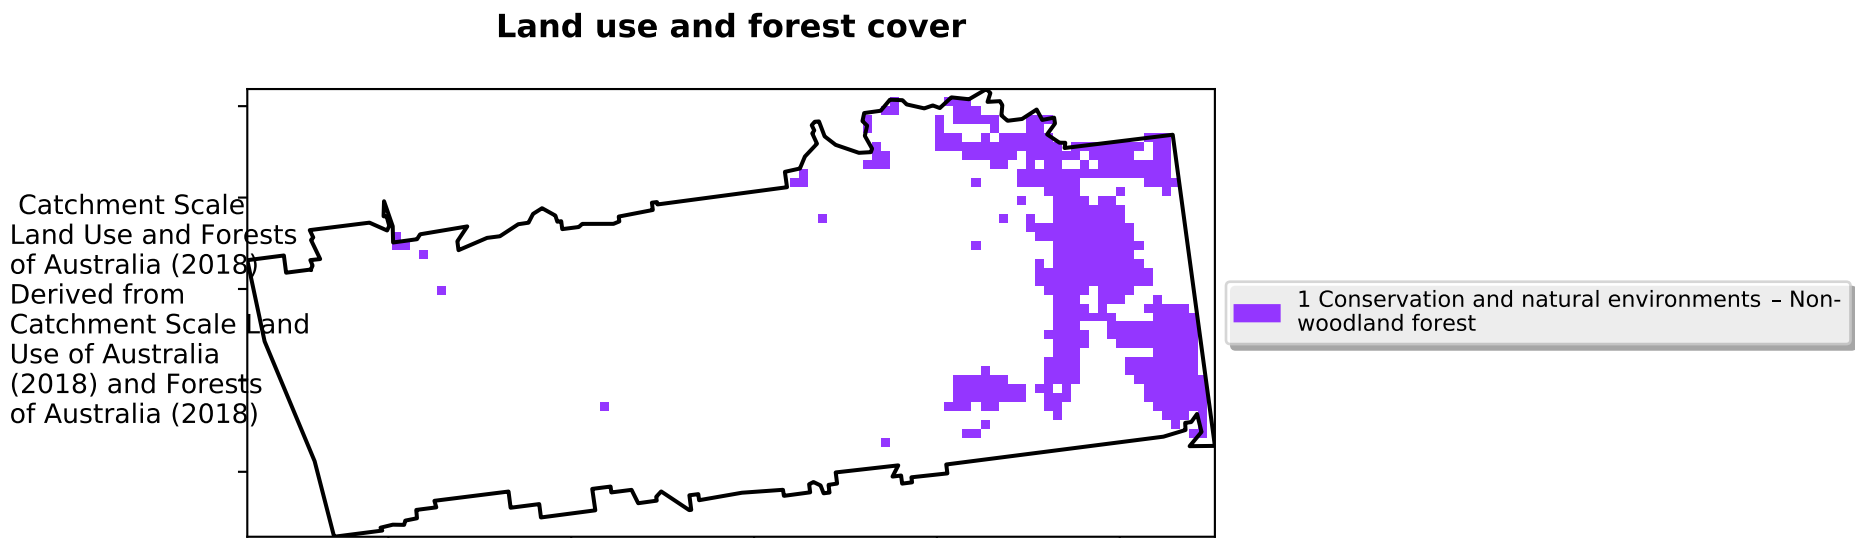 Land use and forest cover
Catchment Scale
Land Use and Forests
of Australia (2018)
Derived from
Catchment Scale Land
Use of Australia
(2018) and Forests
of Australia (2018)
1 Conservation and natural environments – Non-
woodland forest